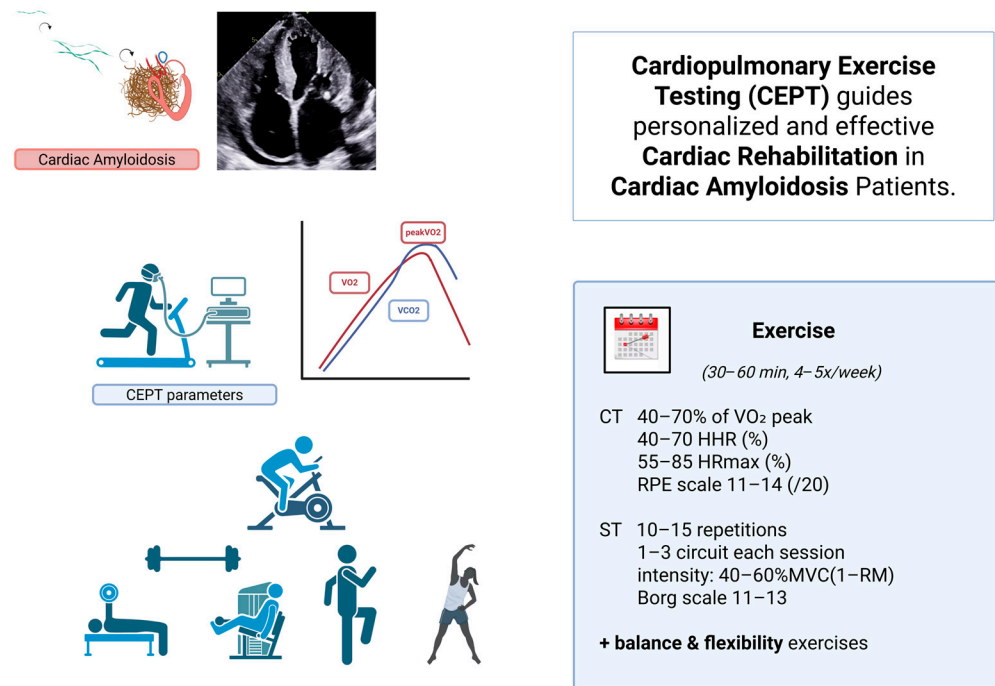 Cardiac Amyloidosis
Cardiopulmonary Exercise
Testing (CEPT) guides
personalized and effective
Cardiac Rehabilitation in
Cardiac Amyloidosis Patients.
peakVO2
VO2
VCO2
CEPT parameters
Exercise
(30–60 min, 4–5x/week)
CT 40–70% of VO₂ peak
40–70 HHR (%)
55–85 HRmax (%)
RPE scale 11–14 (/20)
ST 10–15 repetitions
1–3 circuit each session
intensity: 40–60%MVC(1–RM)
Borg scale 11–13
+ balance & flexibility exercises